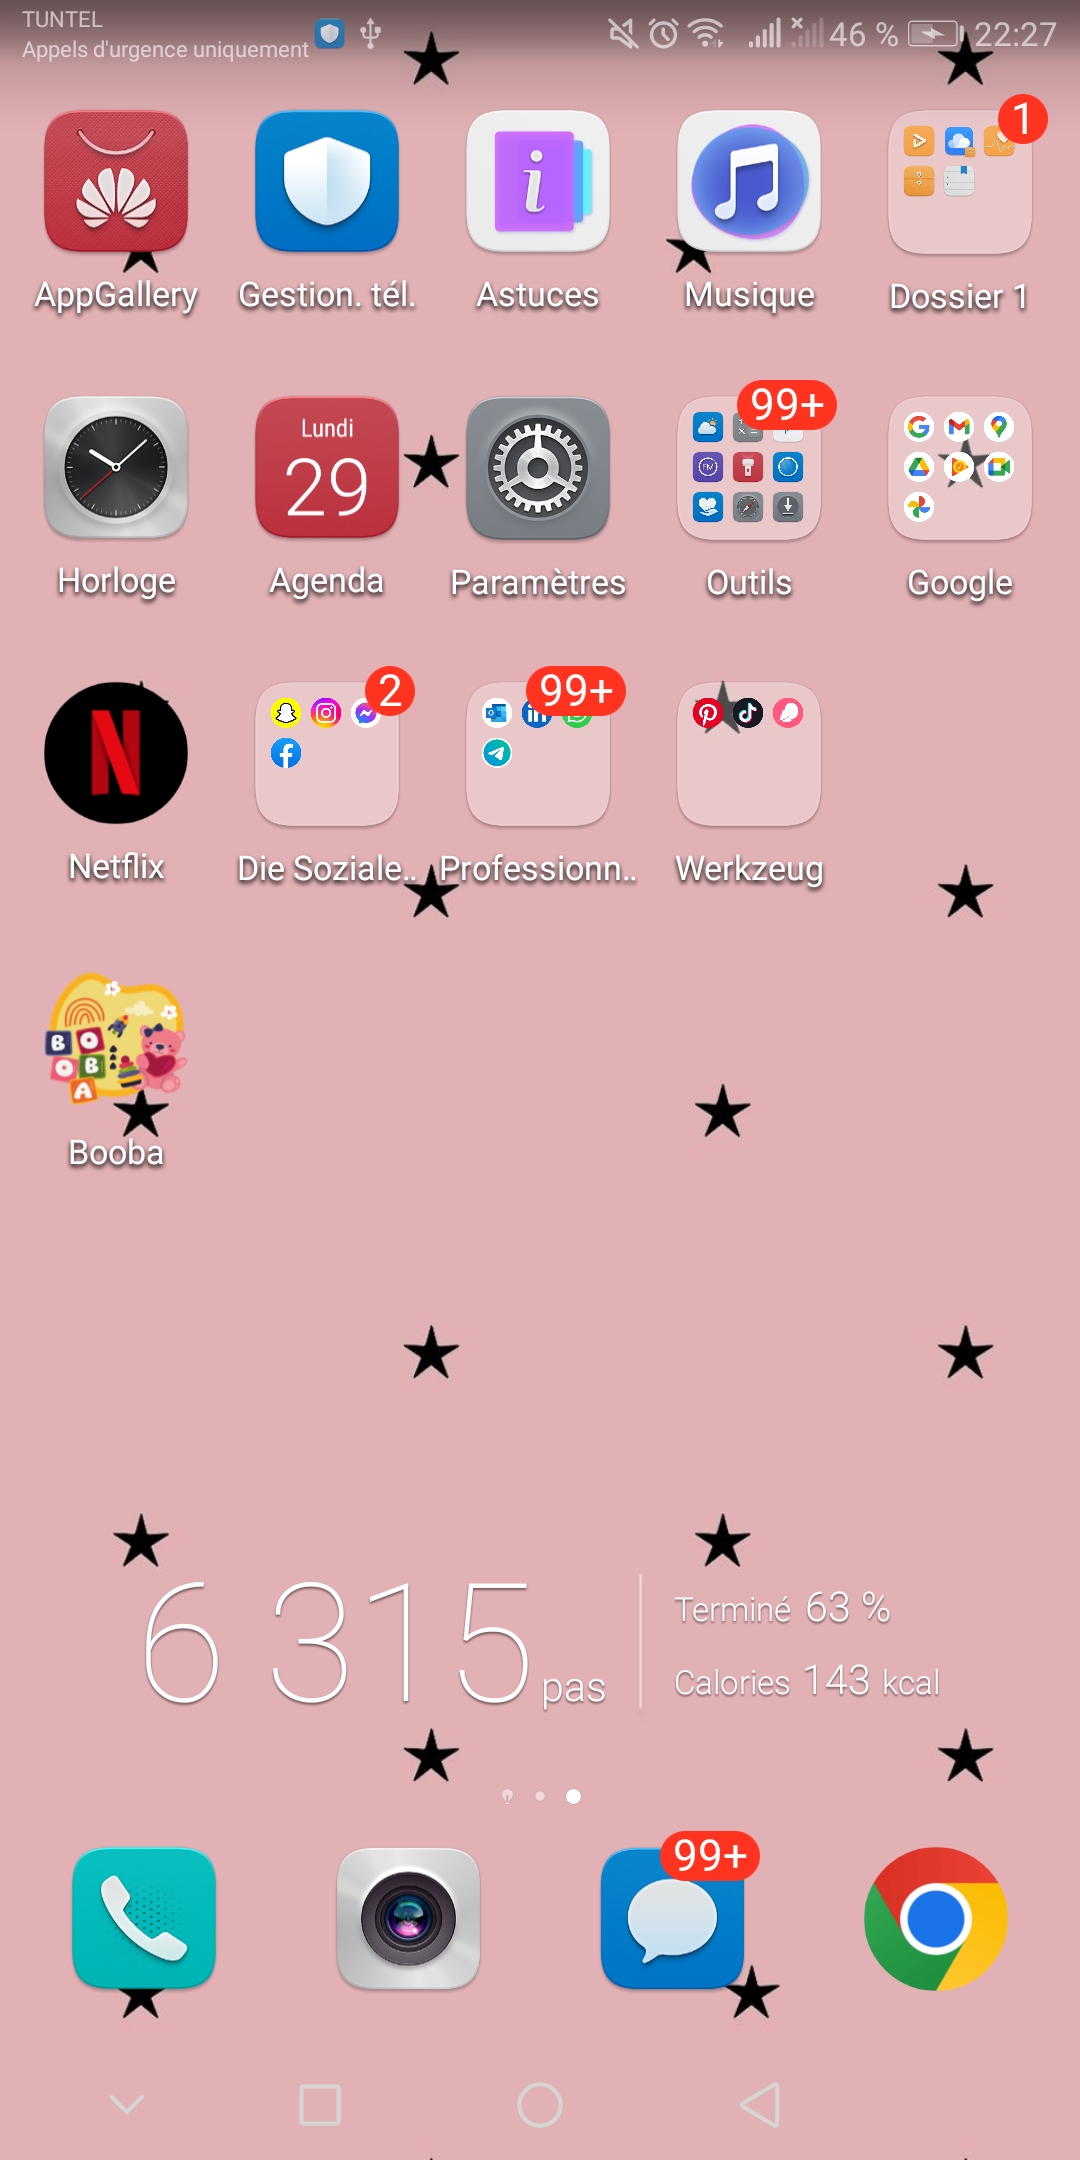 TUNTEL
Appels d'urgence uniquement
46 % 22:27
1
AppGallery Gestion. tél. Astuces Musique Dossier 1
99+
Lundi
29
Horloge Agenda Paramètres Outils Google
2 99+
Netflix Die Soziale.. Professionn.. Werkzeug
B O
O B
A
Booba
6 315 pas
Terminé 63 %
Calories 143 kcal
99+